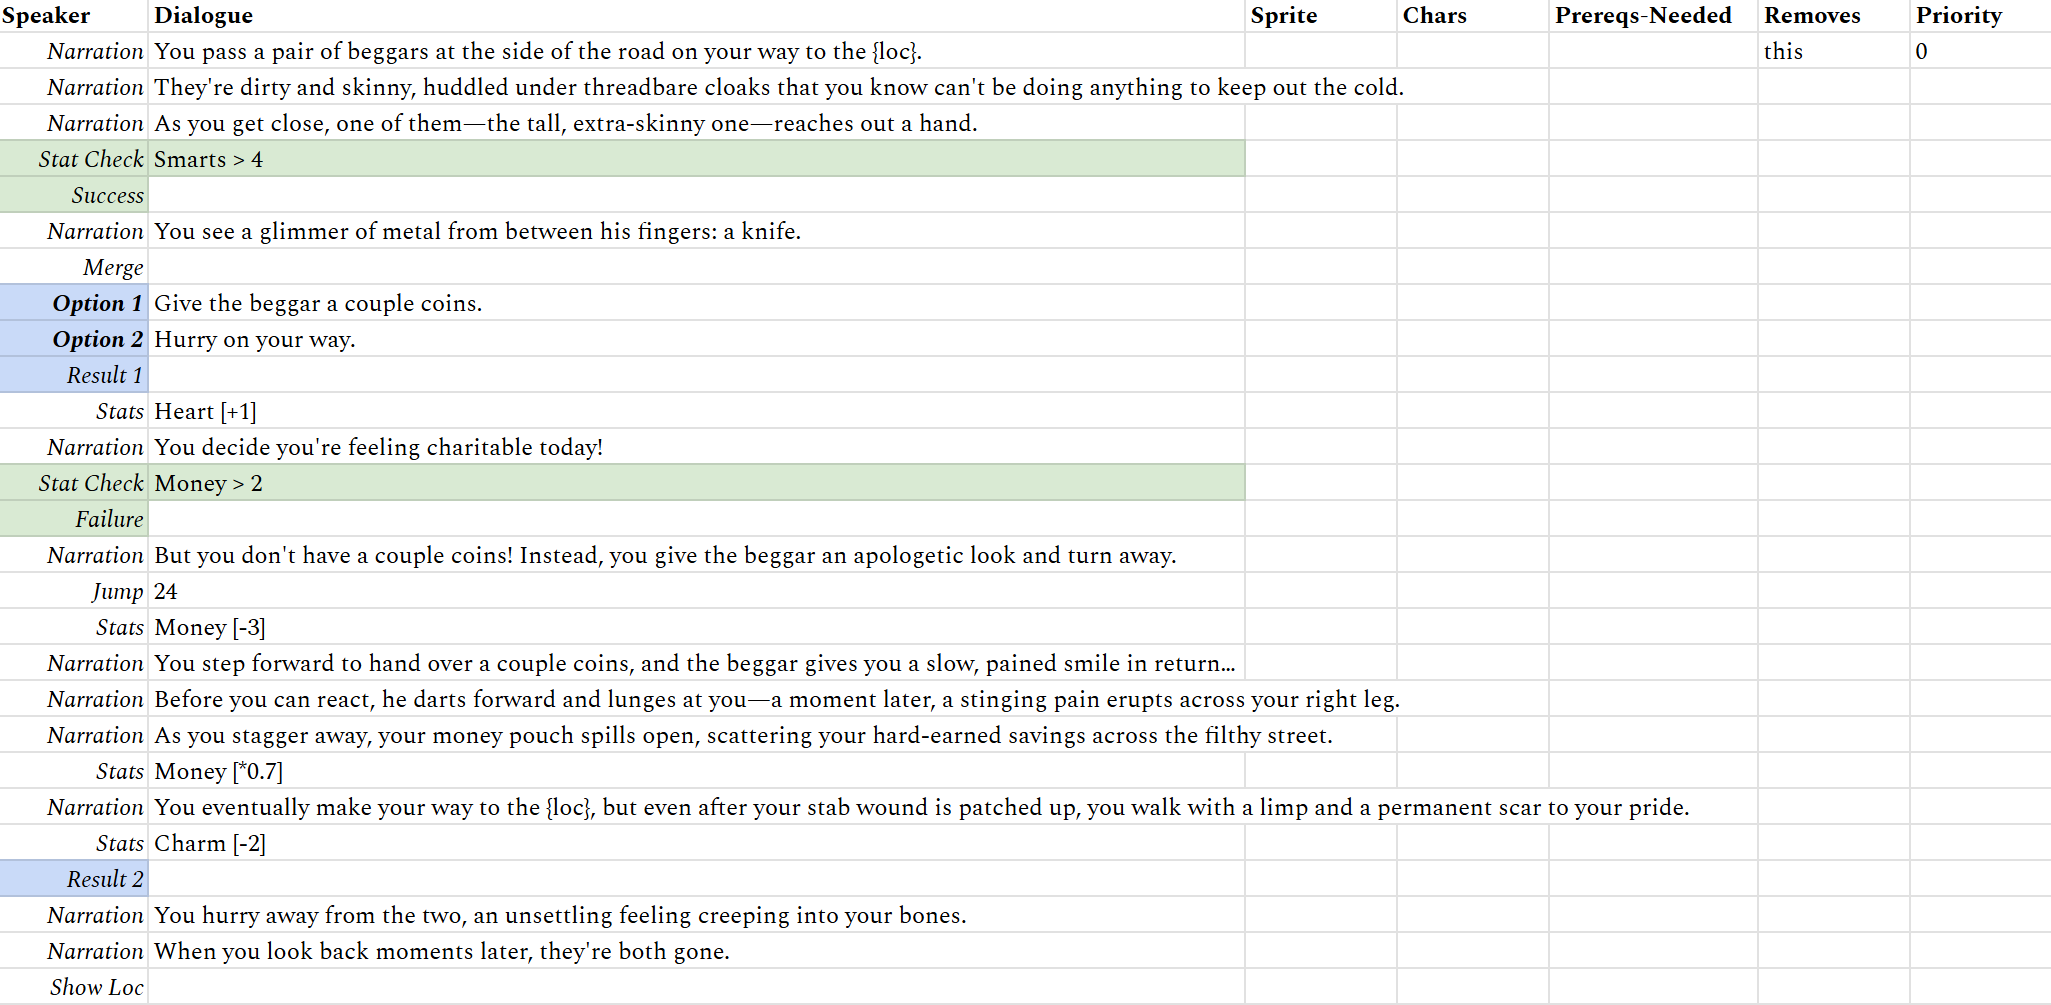 Speaker Dialogue Sprite Chars Prereqs-Needed Removes Priority
Narration You pass a pair of beggars at the side of the road on your way to the {loc}. this 0
Narration They're dirty and skinny, huddled under threadbare cloaks that you know can't be doing anything to keep out the cold.
Narration As you get close, one of them—the tall, extra-skinny one—reaches out a hand.
Stat Check Smarts > 4
Success
Narration You see a glimmer of metal from between his fingers: a knife.
Merge
Option 1 Give the beggar a couple coins.
Option 2 Hurry on your way.
Result 1
Stats Heart [+1]
Narration You decide you're feeling charitable today!
Stat Check Money > 2
Failure
Narration But you don't have a couple coins! Instead, you give the beggar an apologetic look and turn away.
Jump 24
Stats Money [-3]
Narration You step forward to hand over a couple coins, and the beggar gives you a slow, pained smile in return...
Narration Before you can react, he darts forward and lunges at you—a moment later, a stinging pain erupts across your right leg.
Narration As you stagger away, your money pouch spills open, scattering your hard-earned savings across the filthy street.
Stats Money [*0.7]
Narration You eventually make your way to the {loc}, but even after your stab wound is patched up, you walk with a limp and a permanent scar to your pride.
Stats Charm [-2]
Result 2
Narration You hurry away from the two, an unsettling feeling creeping into your bones.
Narration When you look back moments later, they're both gone.
Show Loc